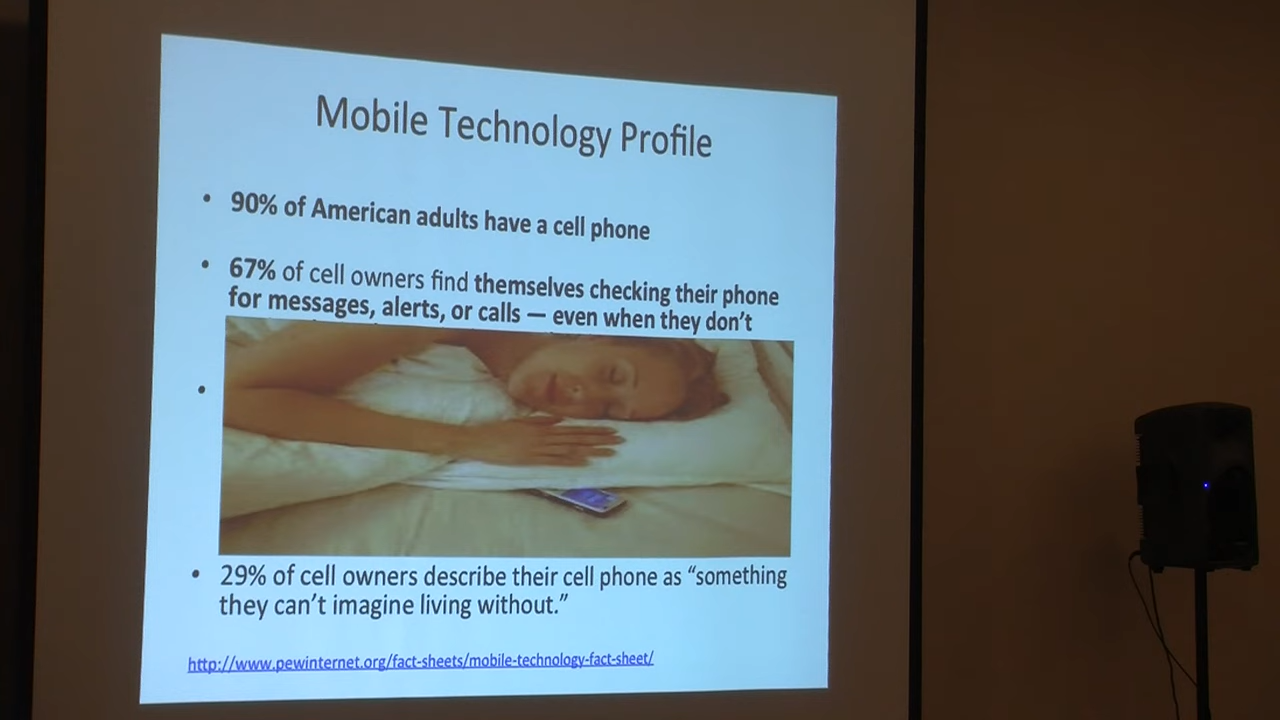 Mobile Technology Profile
• 90% of American adults have a cell phone
• 67% of cell owners find themselves checking their phone
for messages, alerts, or calls — even when they don’t
•
• 29% of cell owners describe their cell phone as “something
they can’t imagine living without.”
http://www.pewinternet.org/fact-sheets/mobile-technology-fact-sheet/